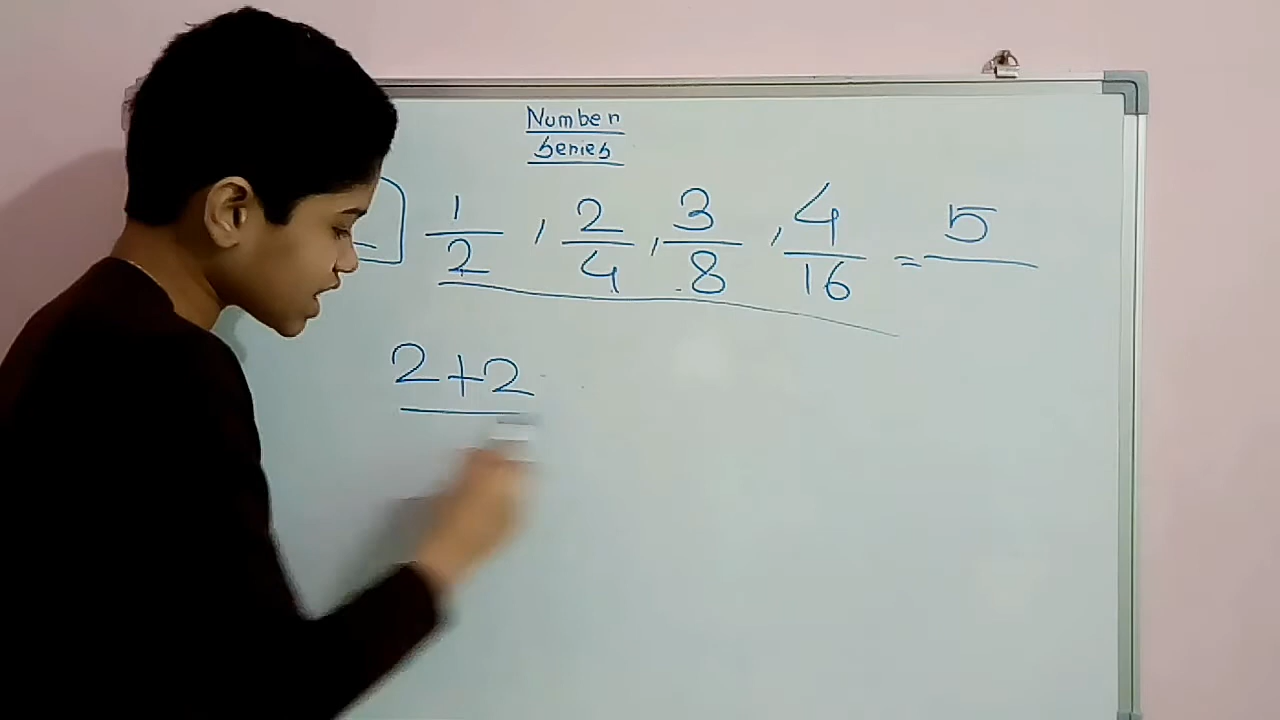 Number
Series
1/2 , 2/4 , 3/8 , 4/16 = 5/
2+2